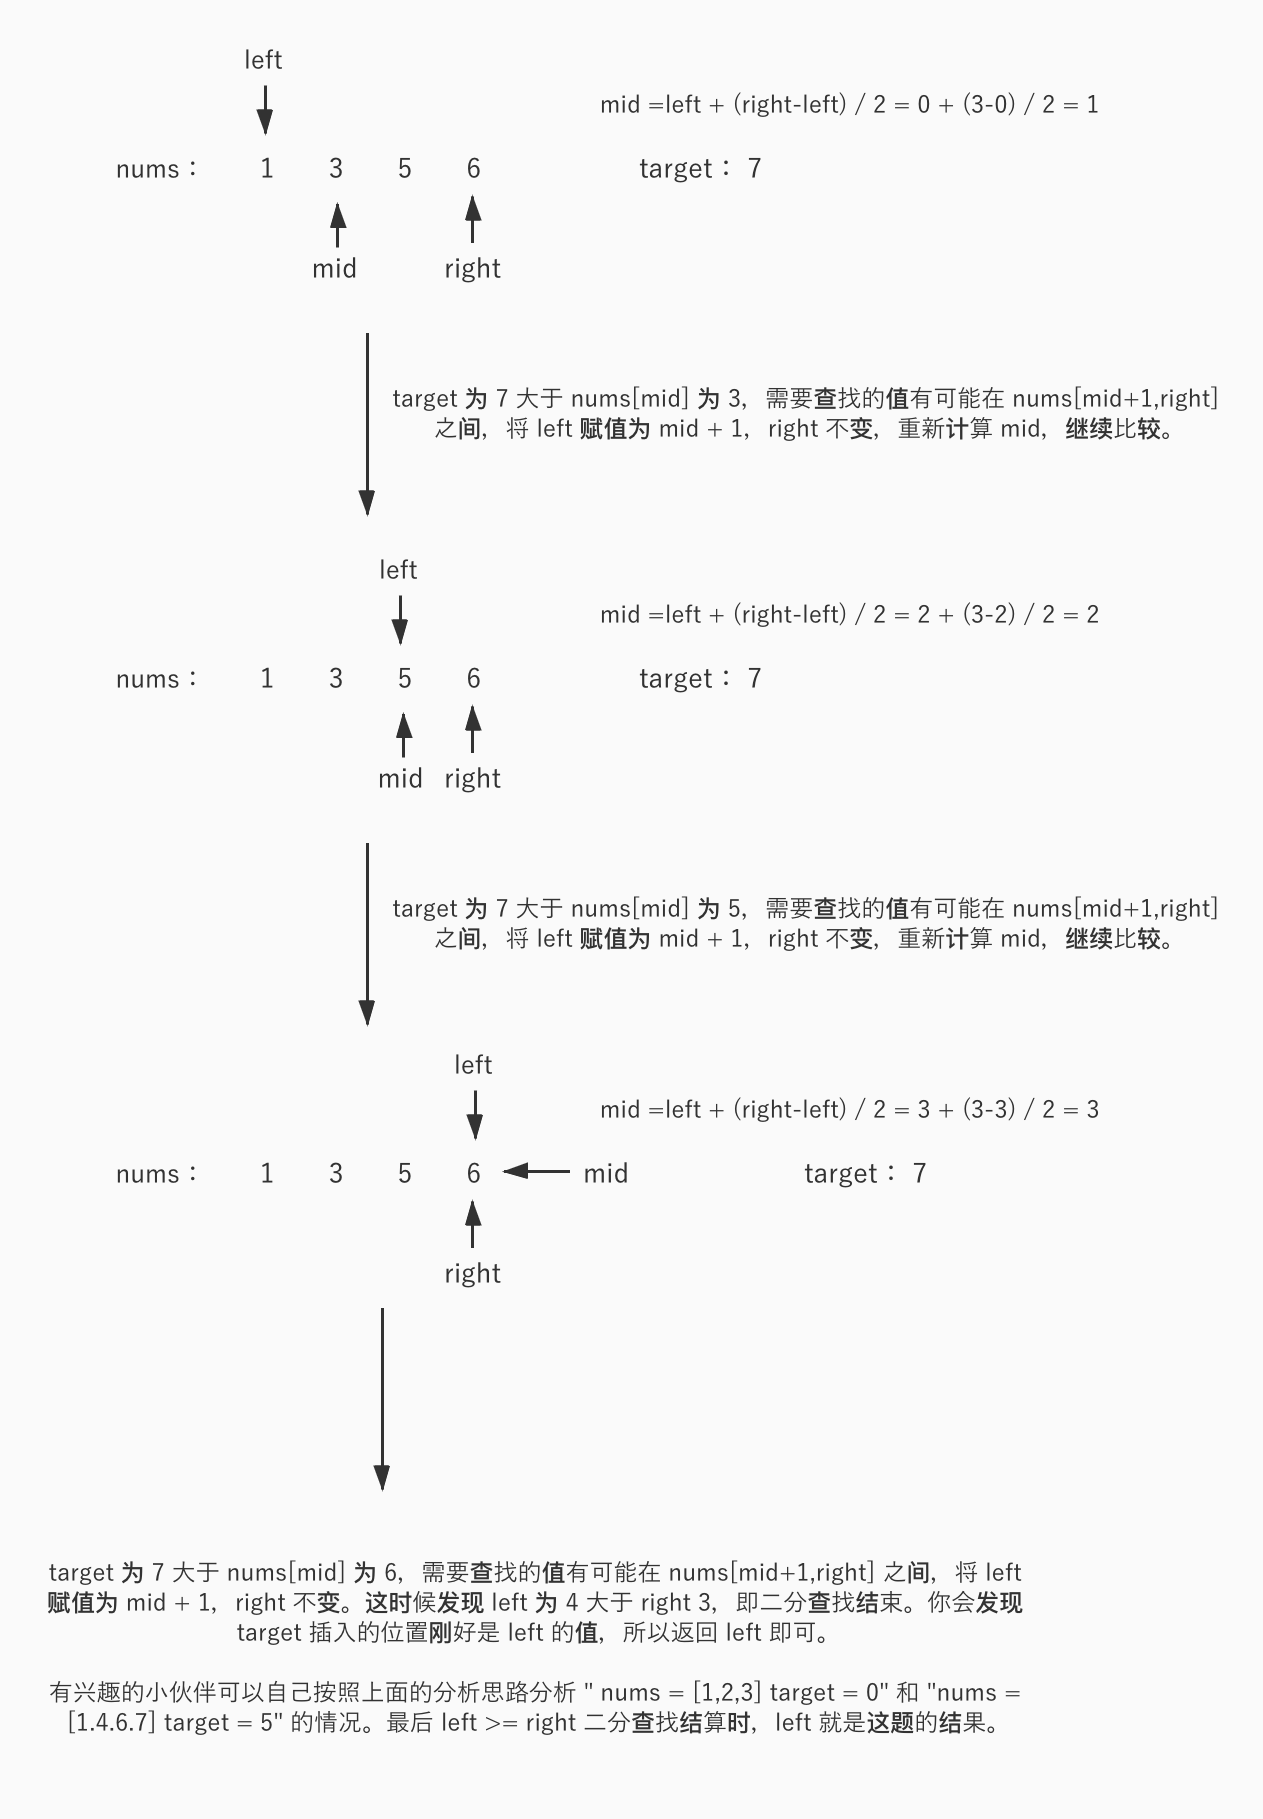 left
mid =left + (right-left) / 2 = 0 + (3-0) / 2 = 1
nums： 1 3 5 6 target： 7
mid right
target 为 7 大于 nums[mid] 为 3，需要查找的值有可能在 nums[mid+1,right]
之间，将 left 赋值为 mid + 1，right 不变，重新计算 mid，继续比较。
left
mid =left + (right-left) / 2 = 2 + (3-2) / 2 = 2
nums： 1 3 5 6 target： 7
mid right
target 为 7 大于 nums[mid] 为 5，需要查找的值有可能在 nums[mid+1,right]
之间，将 left 赋值为 mid + 1，right 不变，重新计算 mid，继续比较。
left
mid =left + (right-left) / 2 = 3 + (3-3) / 2 = 3
nums： 1 3 5 6 mid target： 7
right
target 为 7 大于 nums[mid] 为 6，需要查找的值有可能在 nums[mid+1,right] 之间，将 left
赋值为 mid + 1，right 不变。这时候发现 left 为 4 大于 right 3，即二分查找结束。你会发现
target 插入的位置刚好是 left 的值，所以返回 left 即可。
有兴趣的小伙伴可以自己按照上面的分析思路分析 " nums = [1,2,3] target = 0" 和 "nums =
[1.4.6.7] target = 5" 的情况。最后 left >= right 二分查找结算时，left 就是这题的结果。